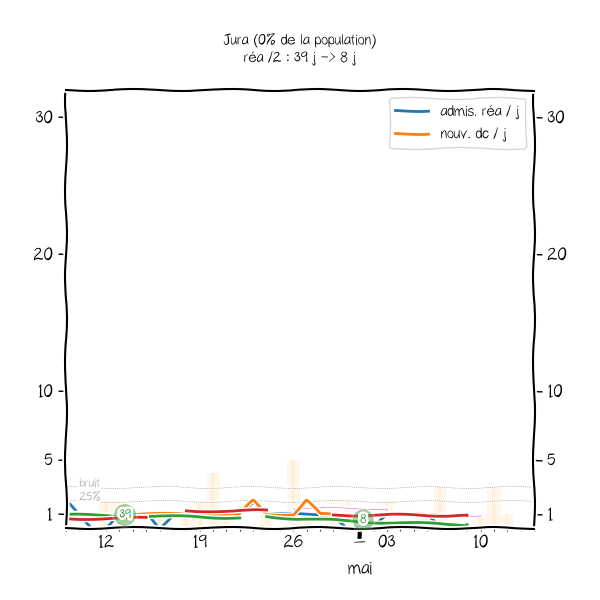 Jura (0% de la population)
réa /2 : 39 j -> 8 j
admis. réa / j
nouv. dc / j
30 30
20 20
10 10
5 5
bruit
25%
1 39 8 1
12 19 26 03 10
mai